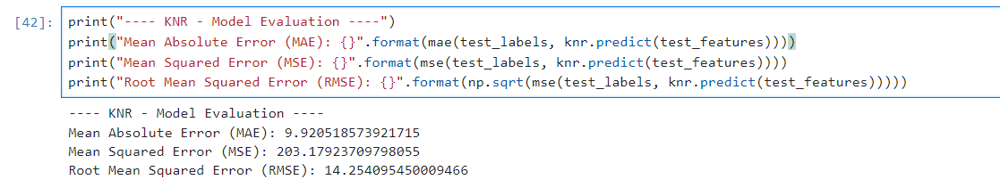 [42]: print("---- KNR - Model Evaluation ----")
print("Mean Absolute Error (MAE): {}".format(mae(test_labels, knr.predict(test_features))))
print("Mean Squared Error (MSE): {}".format(mse(test_labels, knr.predict(test_features))))
print("Root Mean Squared Error (RMSE): {}".format(np.sqrt(mse(test_labels, knr.predict(test_features)))))
---- KNR - Model Evaluation ----
Mean Absolute Error (MAE): 9.920518573921715
Mean Squared Error (MSE): 203.17923709798055
Root Mean Squared Error (RMSE): 14.254095450009466